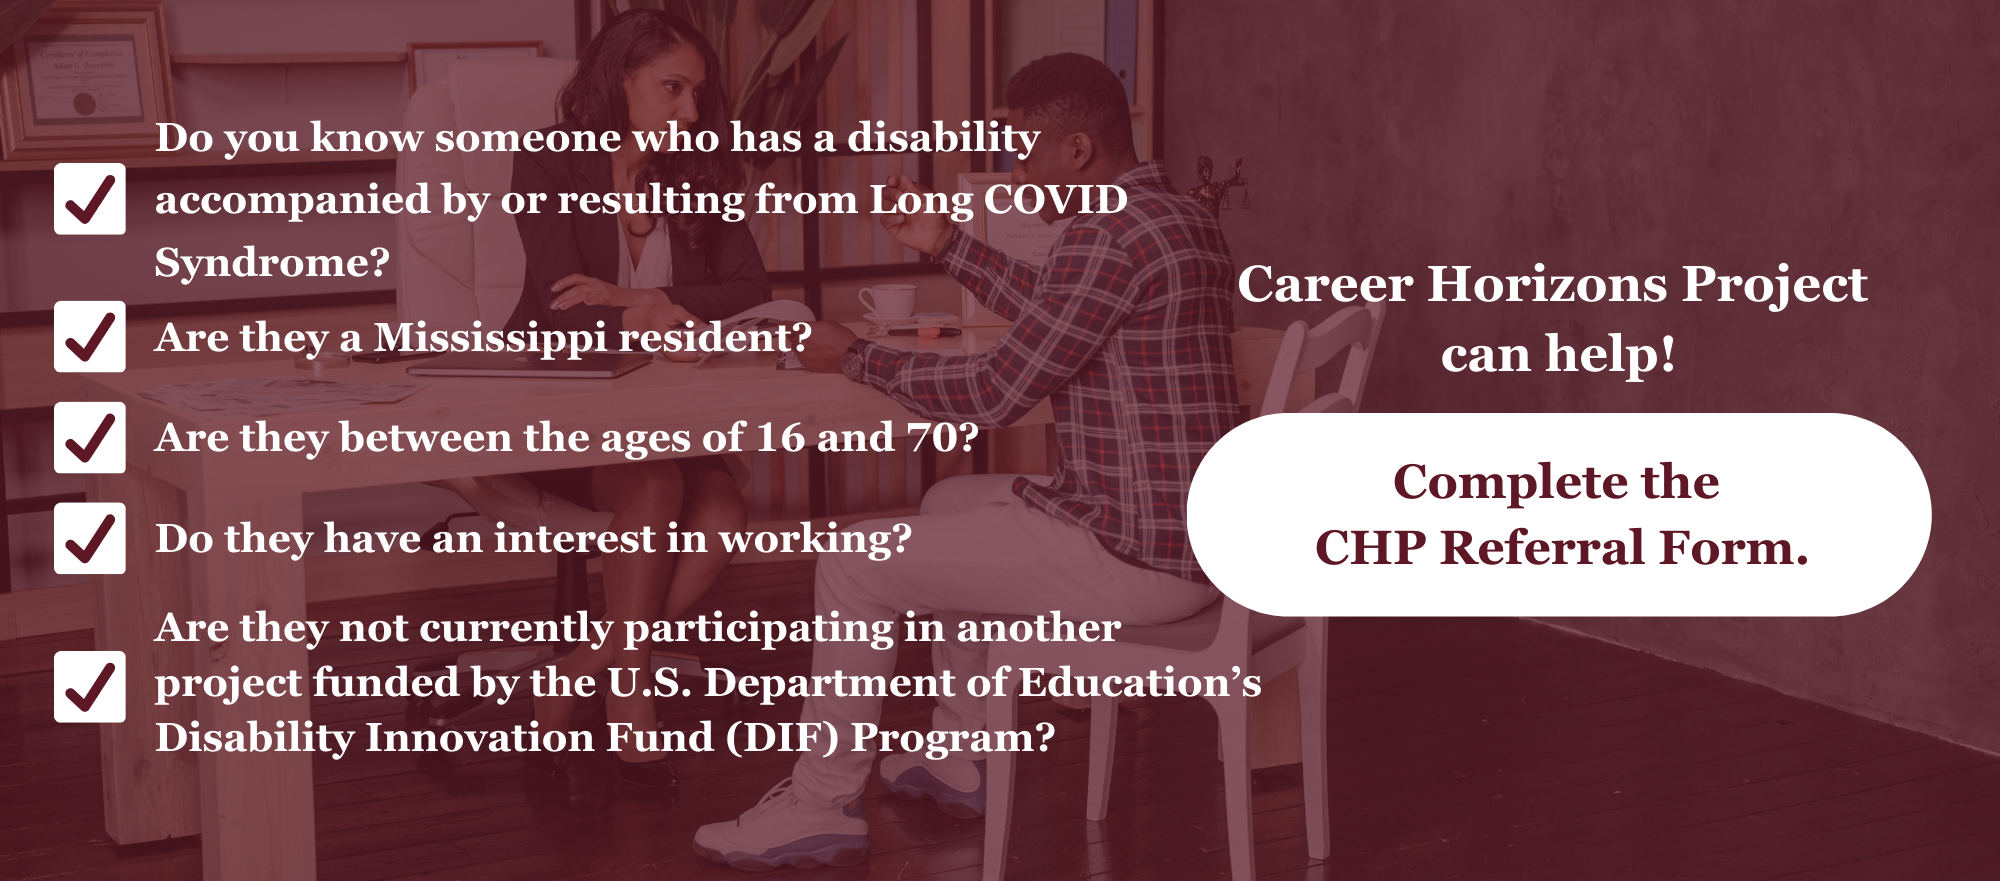 Certificate of Completion
Do you know someone who has a disability
accompanied by or resulting from Long COVID
Syndrome?
Are they a Mississippi resident?
Are they between the ages of 16 and 70?
Do they have an interest in working?
Are they not currently participating in another
project funded by the U.S. Department of Education’s
Disability Innovation Fund (DIF) Program?
Career Horizons Project
can help!
Complete the
CHP Referral Form.